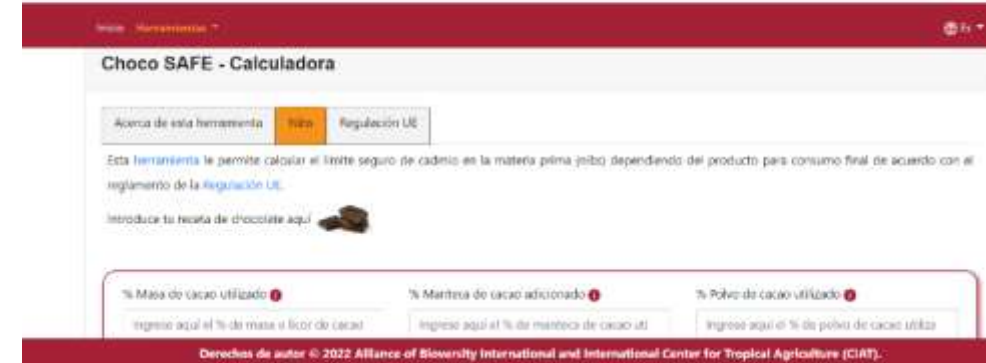 Inicio Herramientas
Es
Choco SAFE - Calculadora
Acerca de esta herramienta Nibs Regulación UE
Esta herramienta le permite calcular el límite seguro de cadmio en la materia prima (nibs) dependiendo del producto para consumo final de acuerdo con el
reglamento de la Regulación UE.
Introduce tu receta de chocolate aquí
% Masa de cacao utilizado % Manteca de cacao adicionado % Polvo de cacao utilizado
Ingrese aquí el % de masa o licor de cacao Ingrese aquí el % de manteca de cacao uti Ingrese aquí el % de polvo de cacao utiliza
Derechos de autor © 2022 Alliance of Bioversity International and International Center for Tropical Agriculture (CIAT).